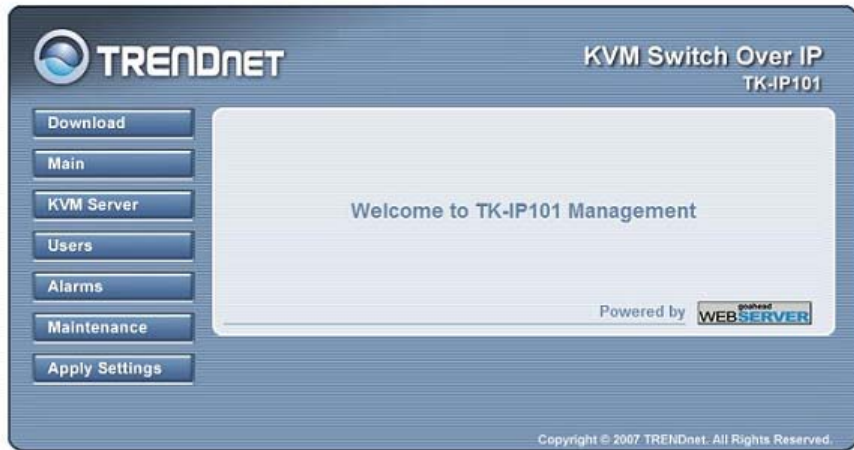 TRENDNET
KVM Switch Over IP
TK-IP101
Download
Main
KVM Server
Users
Alarms
Maintenance
Apply Settings
Welcome to TK-IP101 Management
Powered by
goahead
WEBSERVER
Copyright © 2007 TRENDnet. All Rights Reserved.